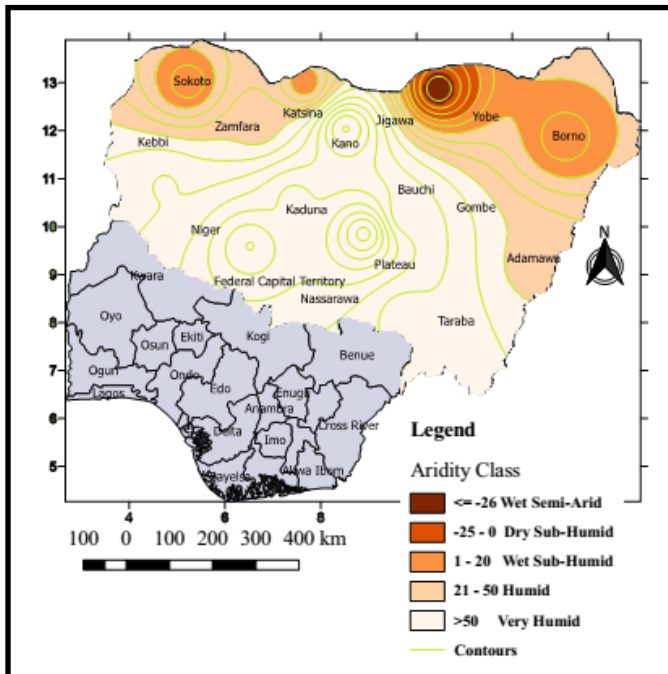 13
12
11
10
9
8
7
6
5
4
6
8
Sokoto
Katsina
Zamfara
Kebbi
Kano
Jigawa
Yobe
Borno
Bauchi
Gombe
Kaduna
Niger
Plateau
Adamawa
N
Federal Capital Territory
Nassarawa
Taraba
Kwara
Oyo
Osun
Ekiti
Kogi
Benue
Ogun
Ondo
Edo
Enugu
Lagos
Anambra
Cross River
Delta
Imo
Bayelsa
Akwa Ibom
100 0 100 200 300 400 km
Legend
Aridity Class
<= -26 Wet Semi-Arid
-25 - 0 Dry Sub-Humid
1 - 20 Wet Sub-Humid
21 - 50 Humid
>50 Very Humid
Contours